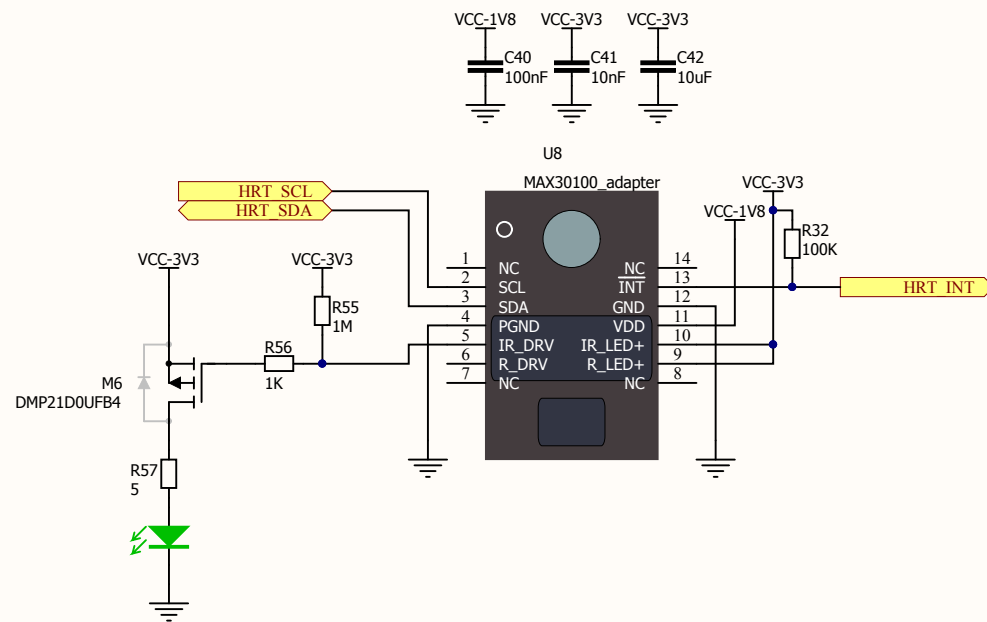 VCC-1V8 VCC-3V3 VCC-3V3
C40 C41 C42
100nF 10nF 10uF
U8
MAX30100_adapter
HRT_SCL
HRT_SDA
VCC-3V3
VCC-1V8
R32
100K
VCC-3V3 VCC-3V3
1 NC NC 14
2 SCL INT 13
HRT_INT
3 SDA GND 12
4 PGND VDD 11
5 IR_DRV IR_LED+ 10
6 R_DRV R_LED+ 9
7 NC NC 8
R55
1M
R56
1K
M6
DMP21D0UFB4
R57
5